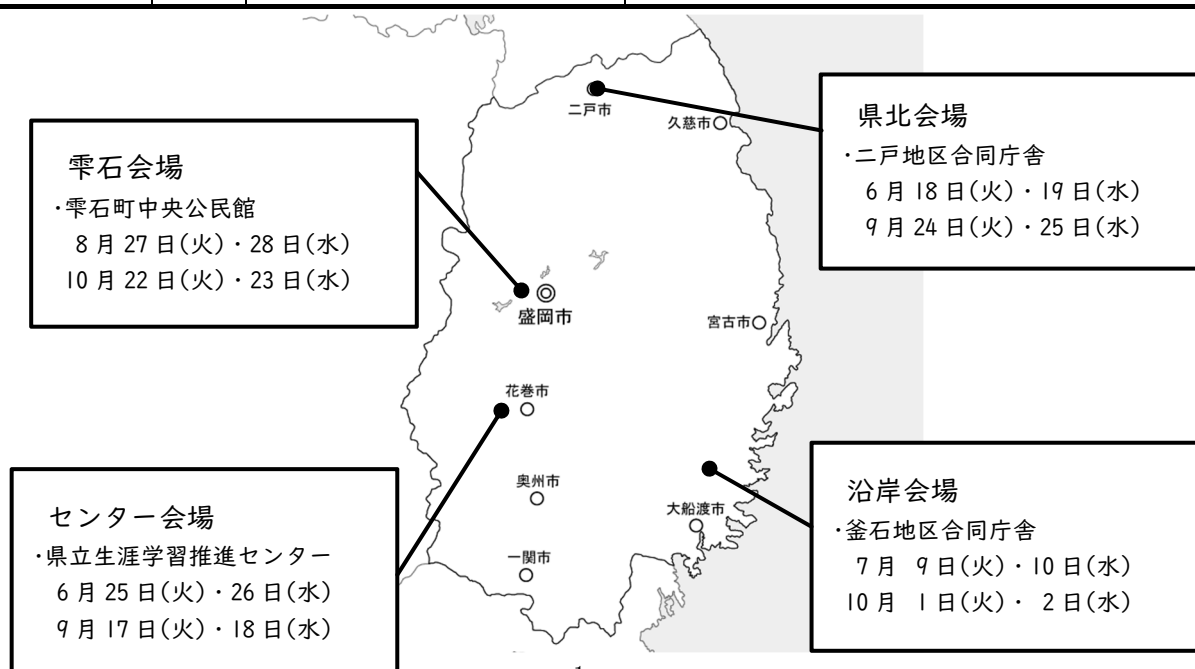 県北会場
・二戸地区合同庁舎
6月18日(火)・19日(水)
9月24日(火)・25日(水)
雫石会場
・雫石町中央公民館
8月27日(火)・28日(水)
10月22日(火)・23日(水)
二戸市
久慈市
盛岡市
宮古市
花巻市
奥州市
大船渡市
一関市
センター会場
・県立生涯学習推進センター
6月25日(火)・26日(水)
9月17日(火)・18日(水)
沿岸会場
・釜石地区合同庁舎
7月 9日(火)・10日(水)
10月 1日(火)・ 2日(水)